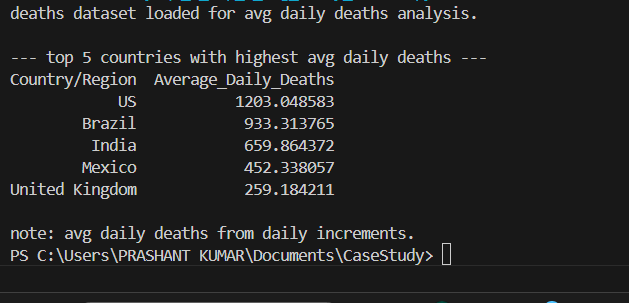 deaths dataset loaded for avg daily deaths analysis.
--- top 5 countries with highest avg daily deaths ---
Country/Region  Average_Daily_Deaths
US  1203.048583
Brazil  933.313765
India  659.864372
Mexico  452.338057
United Kingdom  259.184211
note: avg daily deaths from daily increments.
PS C:\Users\PRASHANT KUMAR\Documents\CaseStudy>